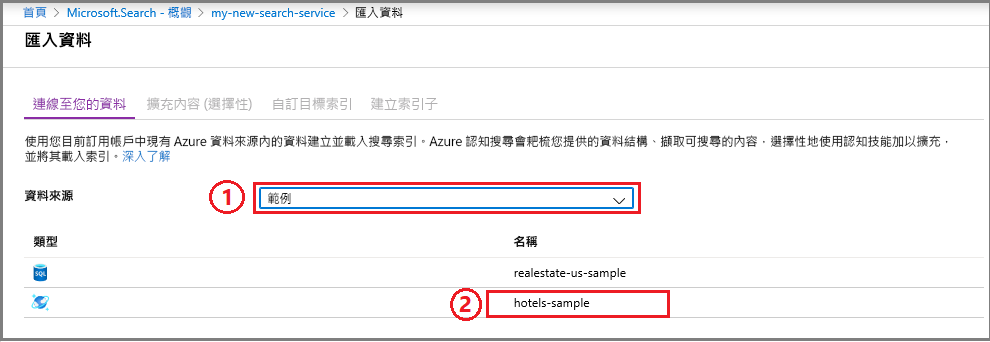 首頁 > Microsoft.Search - 概觀 > my-new-search-service > 匯入資料
匯入資料
連線至您的資料 擴充內容 (選擇性) 自訂目標索引 建立索引子
使用您目前訂用帳戶中現有 Azure 資料來源內的資料建立並載入搜尋索引。Azure 認知搜尋會耙梳您提供的資料結構、擷取可搜尋的內容，選擇性地使用認知技能加以擴充，
並將其載入索引。深入了解
資料來源 1 範例
類型 名稱
SQL realestate-us-sample
2 hotels-sample